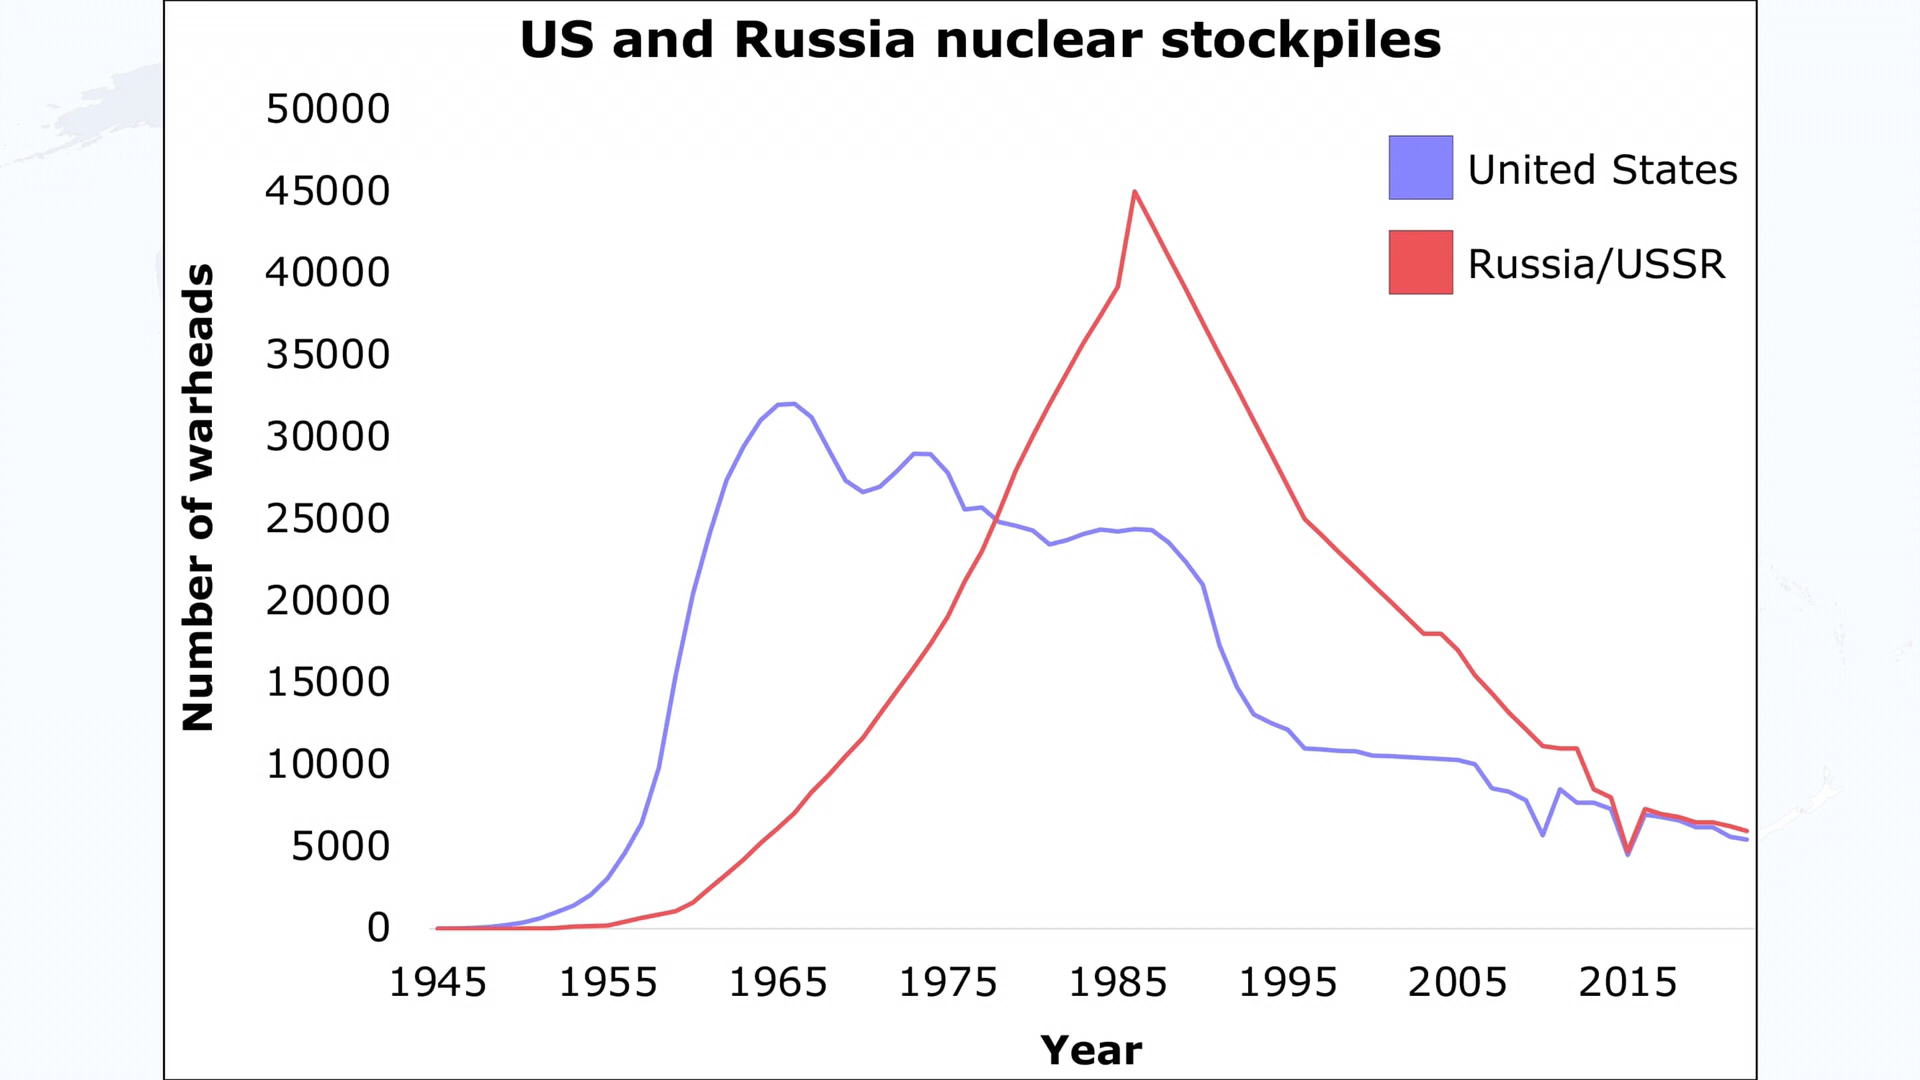 US and Russia nuclear stockpiles
50000
45000
40000
35000
30000
25000
20000
15000
10000
5000
0
Number of warheads
United States
Russia/USSR
1945 1955 1965 1975 1985 1995 2005 2015
Year